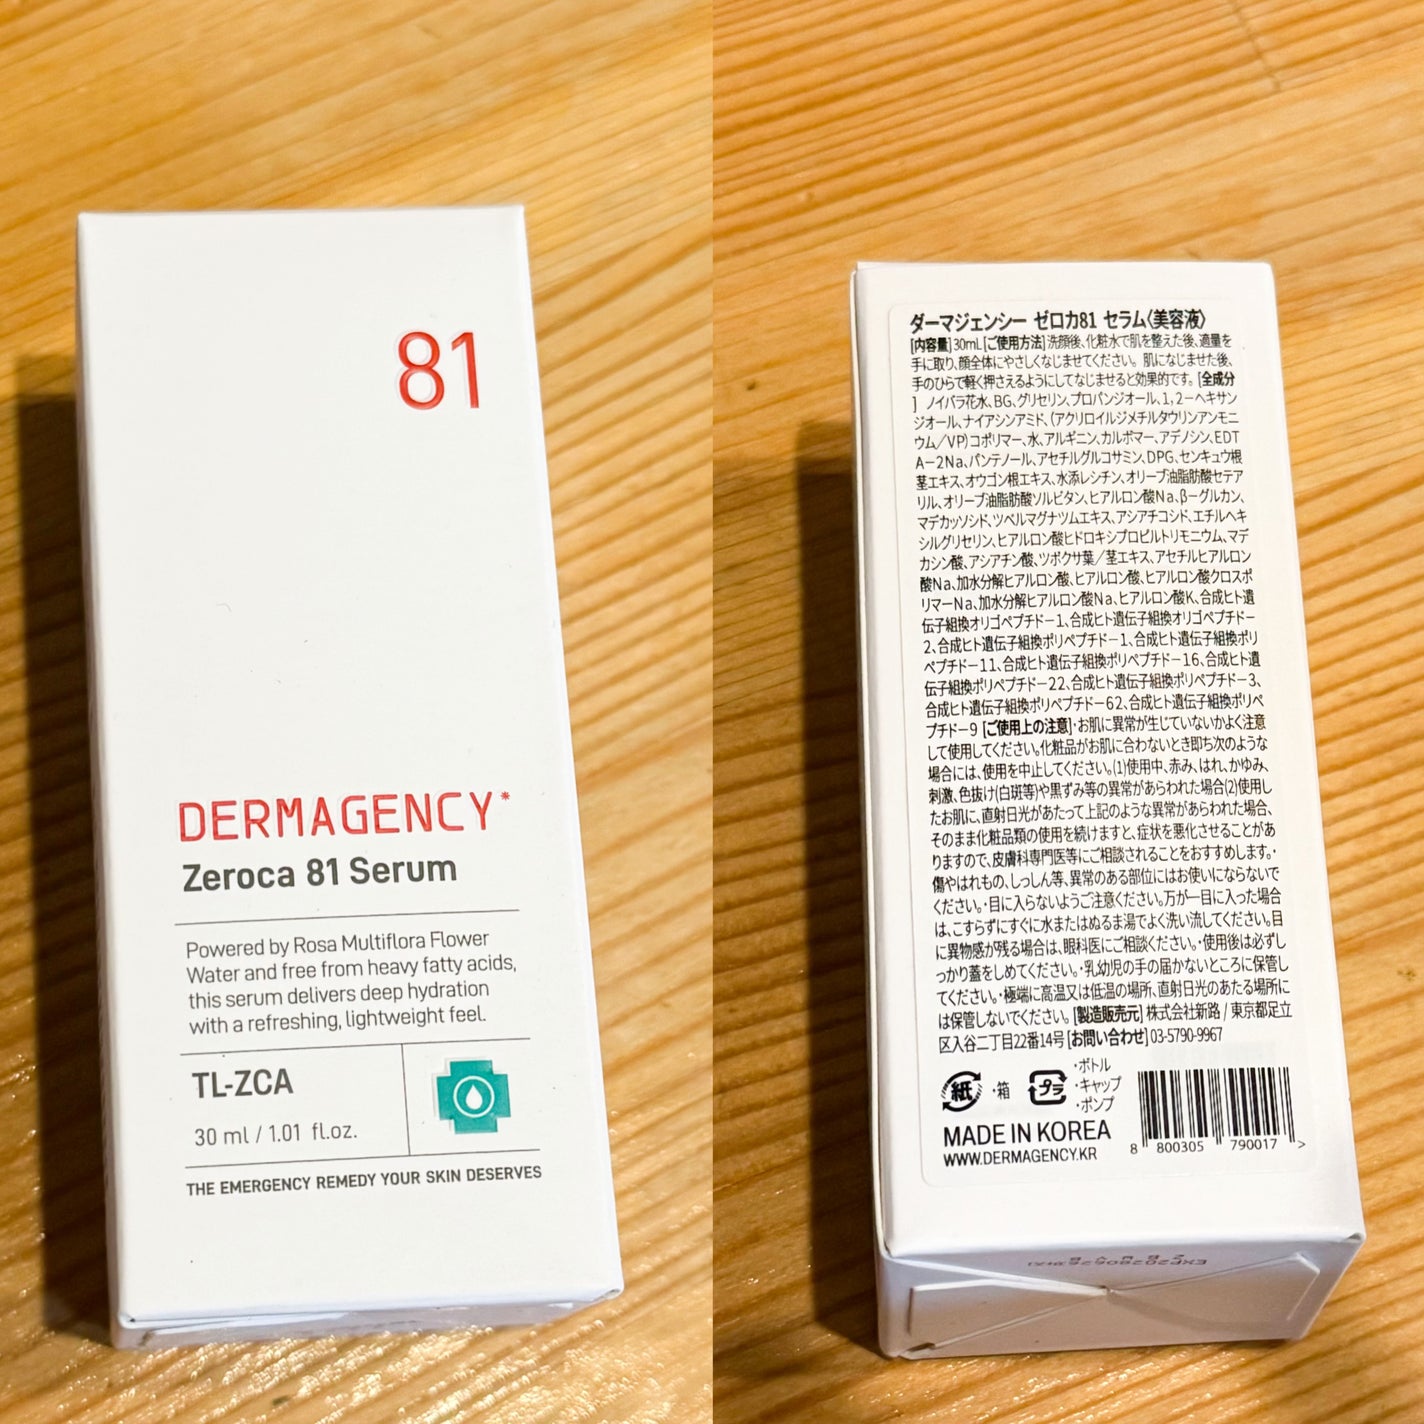 81
DERMAGENCY*
Zeroca 81 Serum
Powered by Rosa Multiflora Flower
Water and free from heavy fatty acids,
this serum delivers deep hydration
with a refreshing, lightweight feel.
TL-ZCA
30 ml / 1.01 fl.oz.
THE EMERGENCY REMEDY YOUR SKIN DESERVES
ダーマジェンシー ゼロカ81 セラム〈美容液〉
[内容量]30mL[ご使用方法]洗顔後、化粧水で肌を整えた後、適量を
手に取り、顔全体にやさしくなじませてください。肌になじませた後、
手のひらで軽く押さえるようにしてなじませると効果的です。[全成分
] ノイバラ花水、BG、グリセリン、プロパンジオール、1,2-ヘキサン
ジオール、ナイアシンアミド、(アクリロイルジメチルタウリンアンモニ
ウム/VP)コポリマー、水、アルギニン、カルボマー、アデノシン、EDT
A-2Na、パンテノール、アセチルグルコサミン、DPG、センキュウ根
茎エキス、オウゴン根エキス、水添レシチン、オリーブ油脂肪酸セテア
リル、オリーブ油脂肪酸ソルビタン、ヒアルロン酸Na、β-グルカン、
マデカッソシド、ツベルマグナツムエキス、アシアチコシド、エチルヘキ
シルグリセリン、ヒアルロン酸ヒドロキシプロピルトリモニウム、マデ
カシン酸、アシアチン酸、ツボクサ葉/茎エキス、アセチルヒアルロン
酸Na、加水分解ヒアルロン酸、ヒアルロン酸、ヒアルロン酸クロスポ
リマーNa、加水分解ヒアルロン酸Na、ヒアルロン酸K、合成ヒト遺
伝子組換オリゴペプチド-1、合成ヒト遺伝子組換オリゴペプチド-
2、合成ヒト遺伝子組換ポリペプチド-1、合成ヒト遺伝子組換ポリ
ペプチド-11、合成ヒト遺伝子組換ポリペプチド-16、合成ヒト遺
伝子組換ポリペプチド-22、合成ヒト遺伝子組換ポリペプチド-3、
合成ヒト遺伝子組換ポリペプチド-62、合成ヒト遺伝子組換ポリペ
プチド-9 [ご使用上の注意]・お肌に異常が生じていないかよく注意
して使用してください。化粧品がお肌に合わないとき即ち次のような
場合には、使用を中止してください。(1)使用中、赤み、はれ、かゆみ、
刺激、色抜け(白斑等)や黒ずみ等の異常があらわれた場合(2)使用し
たお肌に、直射日光があたって上記のような異常があらわれた場合、
そのまま化粧品類の使用を続けますと、症状を悪化させることがあ
りますので、皮膚科専門医等にご相談されることをおすすめします。・
傷やはれもの、しっしん等、異常のある部位にはお使いにならないで
ください。・目に入らないようご注意ください。万が一目に入った場合
は、こすらずにすぐに水またはぬるま湯でよく洗い流してください。目
に異物感が残る場合は、眼科医にご相談ください。・使用後は必ずし
っかり蓋をしめてください。・乳幼児の手の届かないところに保管し
てください。・極端に高温又は低温の場所、直射日光のあたる場所に
は保管しないでください。[製造販売元] 株式会社新路 / 東京都足立
区入谷二丁目22番14号 [お問い合わせ] 03-5790-9967
紙 ・箱 プラ ・ボトル
・キャップ
・ポンプ
MADE IN KOREA
WWW.DERMAGENCY.KR
8 800305 790017 >